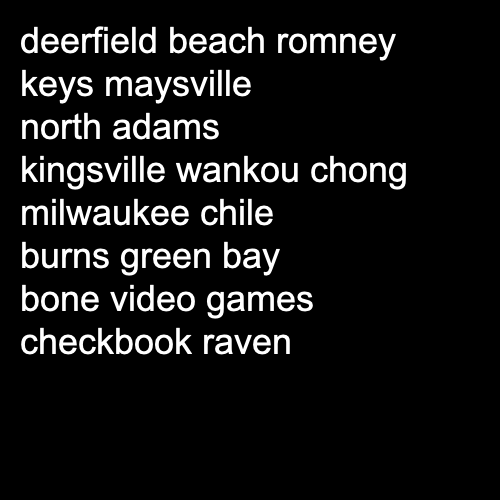 deerfield beach romney
keys maysville
north adams
kingsville wankou chong
milwaukee chile
burns green bay
bone video games
checkbook raven